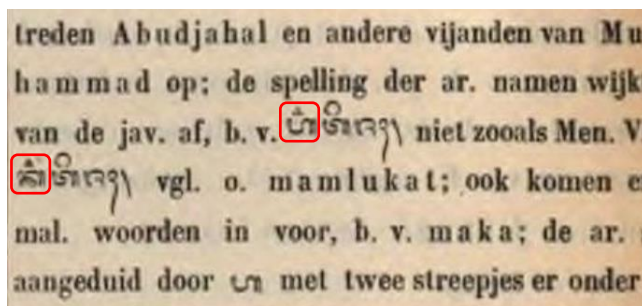 treden Abudjahal en andere vijanden van Mu
hammad op; de spelling der ar. namen wijk
van de jav. af, b. v. niet zooals Men. V
vgl. o. mamlukat; ook komen e
mal. woorden in voor, b. v. maka; de ar.
aangeduid door met twee streepjes er onder